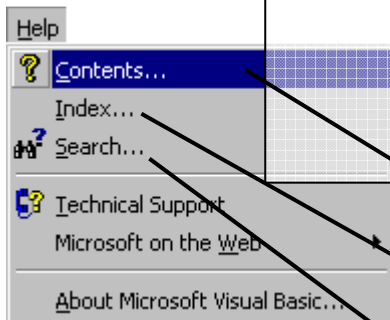 Help
Contents...
Index...
Search...
Technical Support
Microsoft on the Web
About Microsoft Visual Basic...